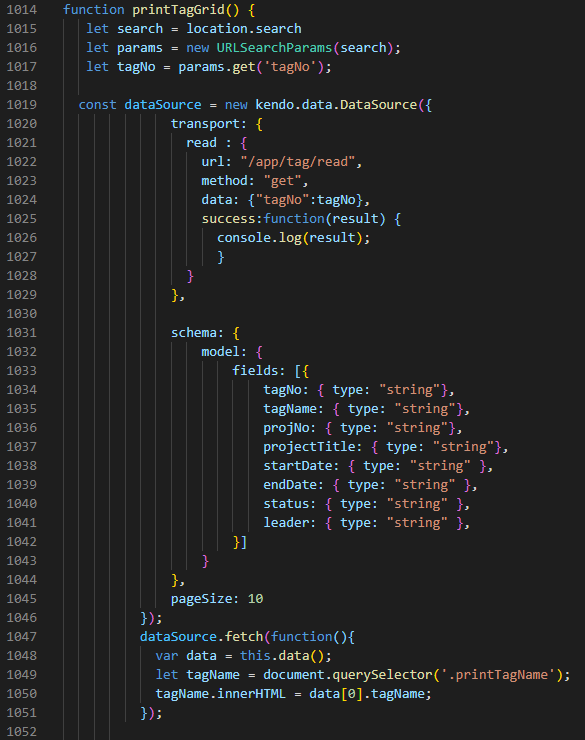 1014 function printTagGrid() {
1015 let search = location.search
1016 let params = new URLSearchParams(search);
1017 let tagNo = params.get('tagNo');
1018
1019 const dataSource = new kendo.data.DataSource({
1020 transport: {
1021 read : {
1022 url: "/app/tag/read",
1023 method: "get",
1024 data: {"tagNo":tagNo},
1025 success:function(result) {
1026 console.log(result);
1027 }
1028 }
1029 },
1030
1031 schema: {
1032 model: {
1033 fields: [{
1034 tagNo: { type: "string"},
1035 tagName: { type: "string"},
1036 projNo: { type: "string"},
1037 projectTitle: { type: "string"},
1038 startDate: { type: "string" },
1039 endDate: { type: "string" },
1040 status: { type: "string" },
1041 leader: { type: "string" },
1042 }]
1043 }
1044 },
1045 pageSize: 10
1046 });
1047 dataSource.fetch(function(){
1048 var data = this.data();
1049 let tagName = document.querySelector('.printTagName');
1050 tagName.innerHTML = data[0].tagName;
1051 });
1052